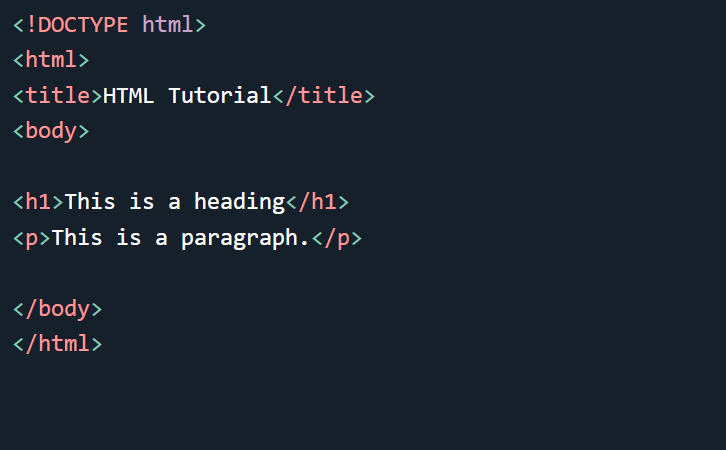 <!DOCTYPE html>
<html>
<title>HTML Tutorial</title>
<body>
<h1>This is a heading</h1>
<p>This is a paragraph.</p>
</body>
</html>